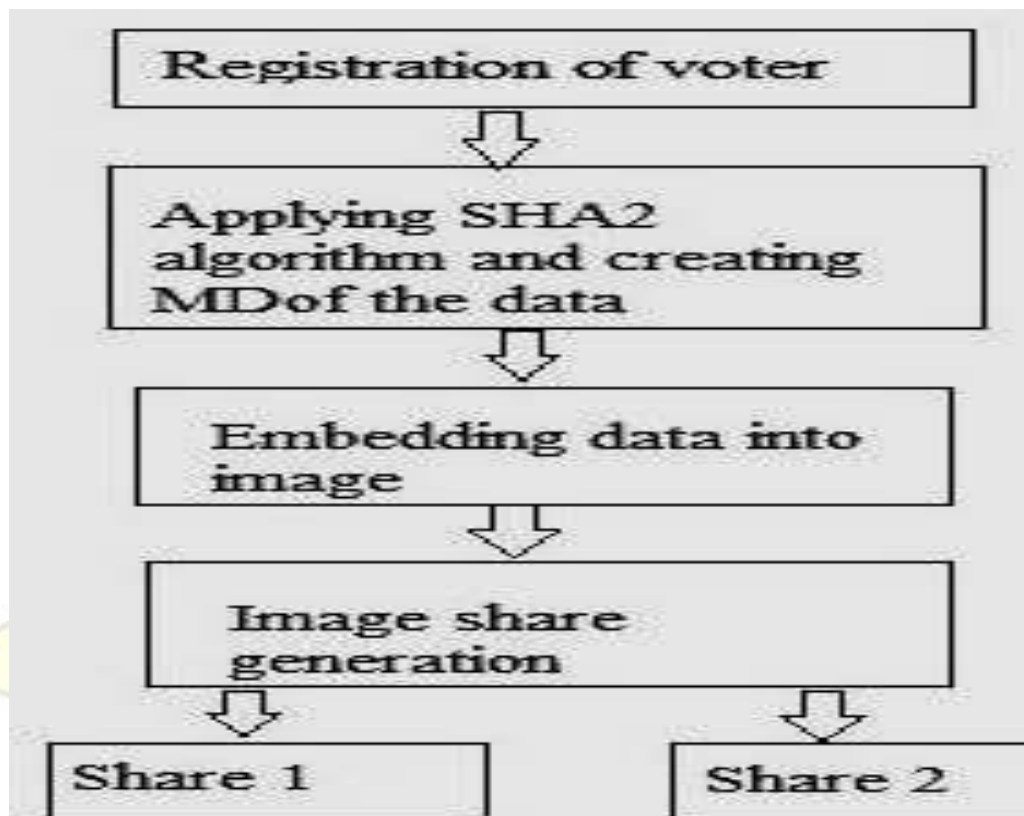 Registration of voter
Applying SHA2
algorithm and creating
MDof the data
Embedding data into
image
Image share
generation
Share 1
Share 2